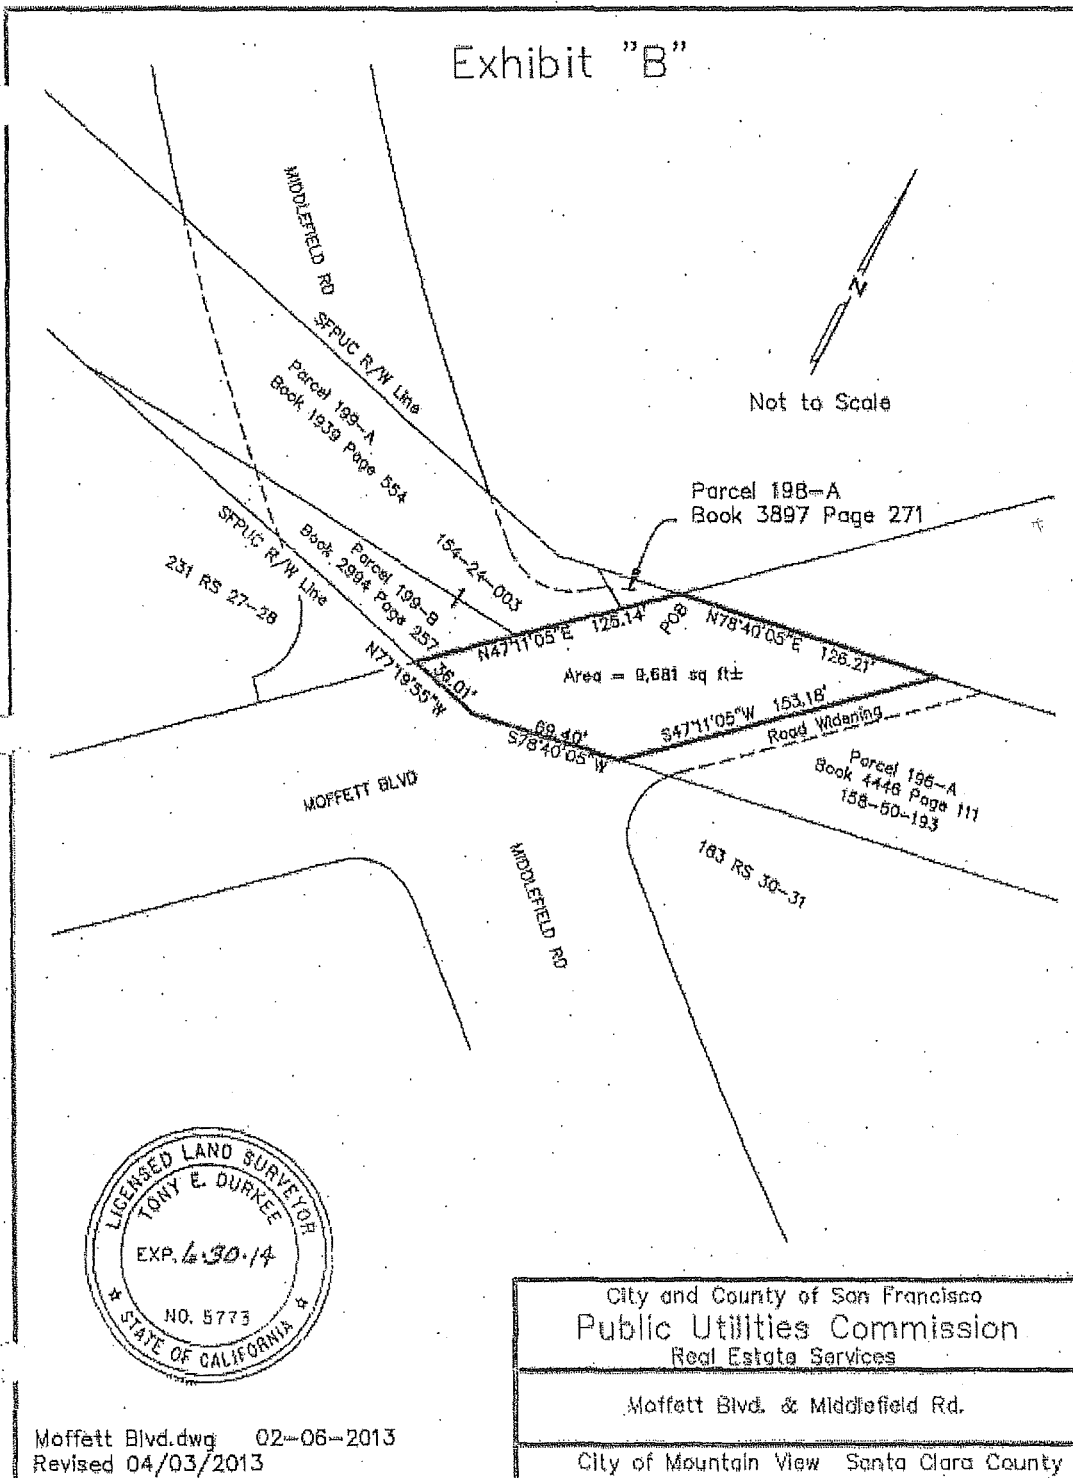 Exhibit "B"
MIDDLEFIELD RD
SFPUC R/W Line
Parcel 199-A
Book 1939 Page 554
N
Not to Scale
Parcel 198-A
Book 3897 Page 271
SFPUC R/W Line
Parcel 199-B
Book 2994 Page 257
154-24-003
231 RS 27-28
N47°11'05"E 125.14'
POB
N78°40'05"E 126.21'
N77°19'55"W
36.01'
Area = 9,681 sq ft±
69.40'
S78°40'05"W
S47°11'05"W 153.18'
Road Widening
Parcel 196-A
Book 4446 Page 111
158-50-193
MOFFETT BLVD
MIDDLEFIELD RD
183 RS 30-31
LICENSED LAND SURVEYOR
TONY E. DURKEE
EXP. 6·30·14
NO. 5773
STATE OF CALIFORNIA
City and County of San Francisco
Public Utilities Commission
Real Estate Services
Moffett Blvd. & Middlefield Rd.
City of Mountain View Santa Clara County
Moffett Blvd.dwg 02-06-2013
Revised 04/03/2013